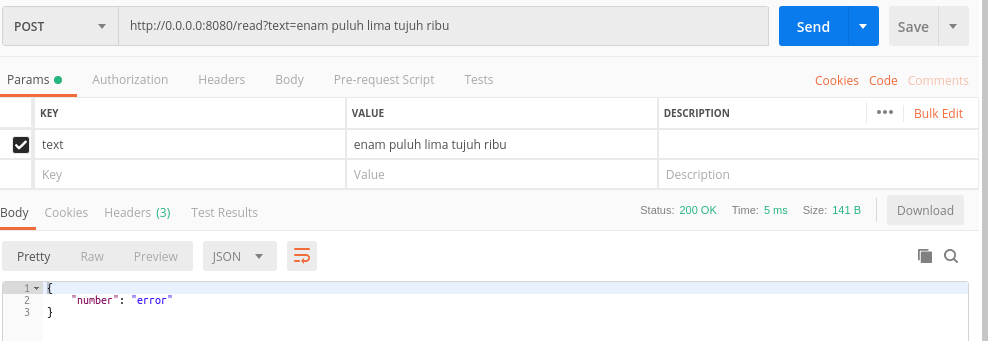 POST http://0.0.0.0:8080/read?text=enam puluh lima tujuh ribu Send Save
Params Authorization Headers Body Pre-request Script Tests Cookies Code Comments
KEY VALUE DESCRIPTION ••• Bulk Edit
text enam puluh lima tujuh ribu
Key Value Description
Body Cookies Headers (3) Test Results Status: 200 OK Time: 5 ms Size: 141 B Download
Pretty Raw Preview JSON
1 {
2 "number": "error"
3 }